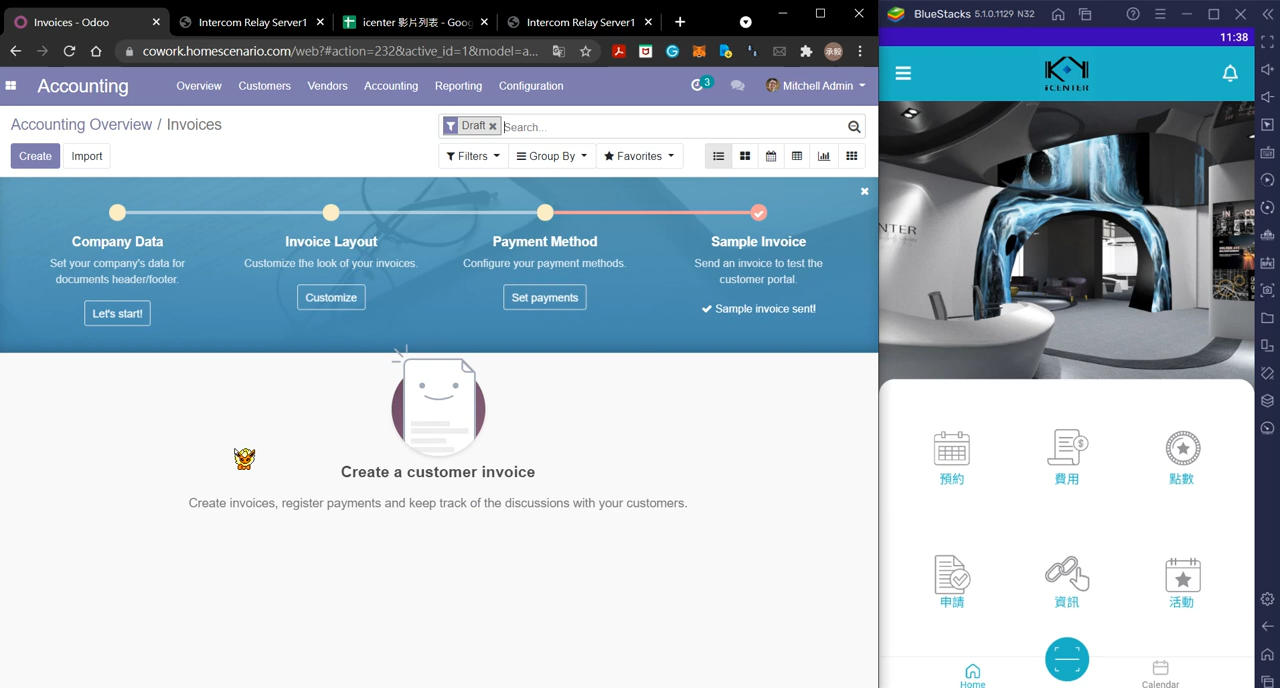 Invoices - Odoo
Intercom Relay Server1
icenter 影片列表 - Goog
Intercom Relay Server1
cowork.homescenario.com/web?#action=232&active_id=1&model=a...
Accounting
Overview
Customers
Vendors
Accounting
Reporting
Configuration
3
Mitchell Admin
Accounting Overview / Invoices
Draft
Search...
Create
Import
Filters
Group By
Favorites
Company Data
Set your company's data for
documents header/footer.
Let's start!
Invoice Layout
Customize the look of your invoices.
Customize
Payment Method
Configure your payment methods.
Set payments
Sample Invoice
Send an invoice to test the
customer portal.
Sample invoice sent!
Create a customer invoice
Create invoices, register payments and keep track of the discussions with your customers.
BlueStacks 5.1.0.1129 N32
11:38
iCENTER
NTER
預約
費用
點數
申請
資訊
活動
Home
Calendar